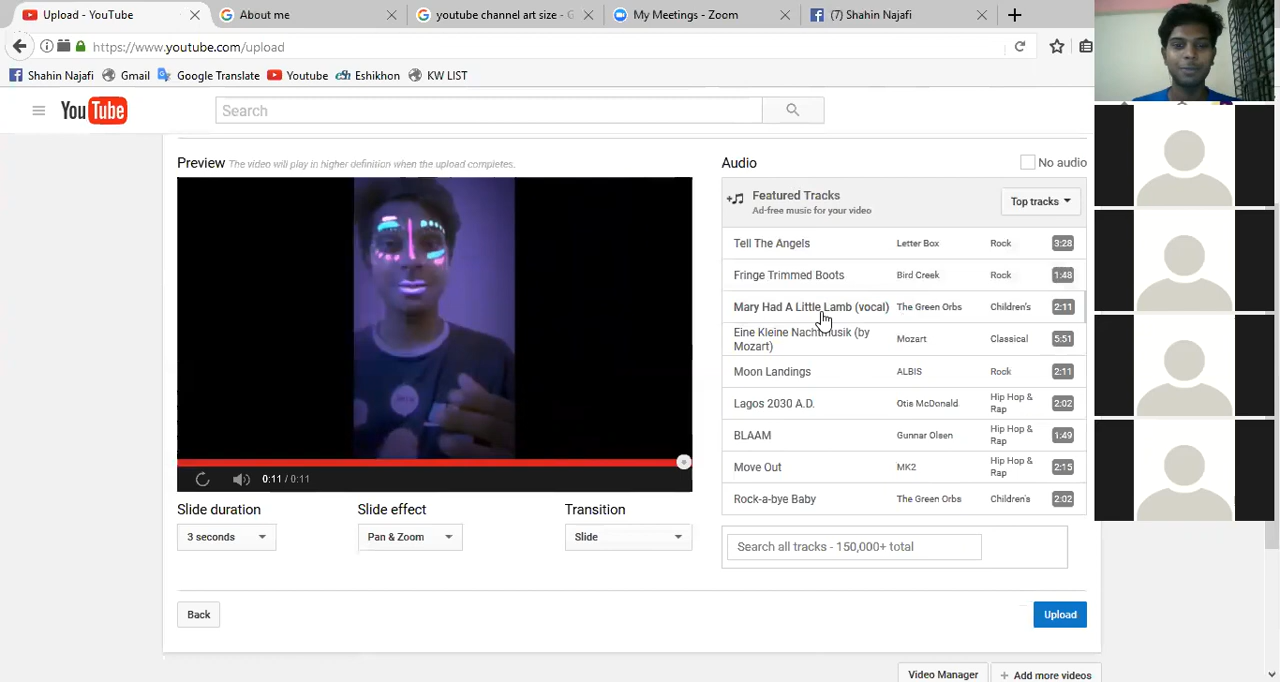 Upload - YouTube
About me
youtube channel art size - G
My Meetings - Zoom
(7) Shahin Najafi
https://www.youtube.com/upload
Shahin Najafi
Gmail
Google Translate
Youtube
Eshikhon
KW LIST
YouTube
Search
Preview The video will play in higher definition when the upload completes.
Audio
No audio
Featured Tracks
Ad-free music for your video
Top tracks
Tell The Angels Letter Box Rock 3:28
Fringe Trimmed Boots Bird Creek Rock 1:48
Mary Had A Little Lamb (vocal) The Green Orbs Children's 2:11
Eine Kleine Nachtmusik (by
Mozart) Mozart Classical 5:51
Moon Landings ALBIS Rock 2:11
Lagos 2030 A.D. Otis McDonald Hip Hop &
Rap 2:02
BLAAM Gunnar Olsen Hip Hop &
Rap 1:49
Move Out MK2 Hip Hop &
Rap 2:15
Rock-a-bye Baby The Green Orbs Children's 2:02
0:11 / 0:11
Slide duration
Slide effect
Transition
3 seconds
Pan & Zoom
Slide
Search all tracks - 150,000+ total
Back
Upload
Video Manager
+ Add more videos